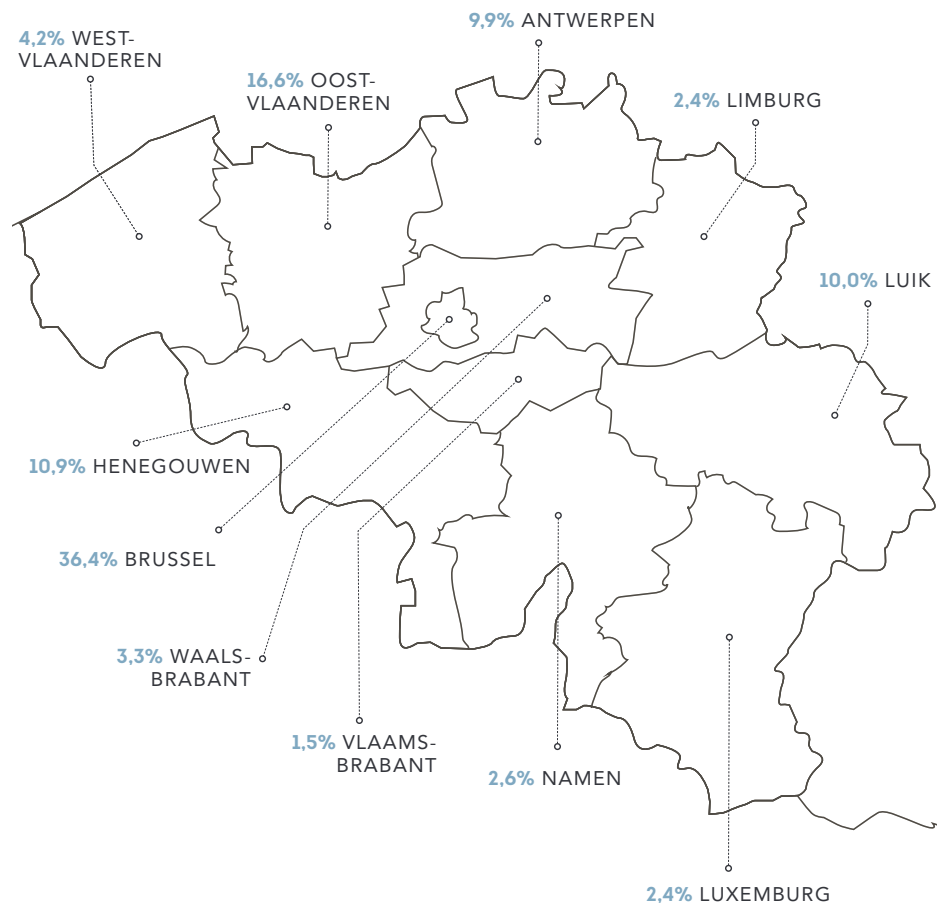 9,9% ANTWERPEN
4,2% WEST-
VLAANDEREN
16,6% OOST-
VLAANDEREN
2,4% LIMBURG
10,0% LUIK
10,9% HENEGOUWEN
36,4% BRUSSEL
3,3% WAALS-
BRABANT
1,5% VLAAMS-
BRABANT
2,6% NAMEN
2,4% LUXEMBURG